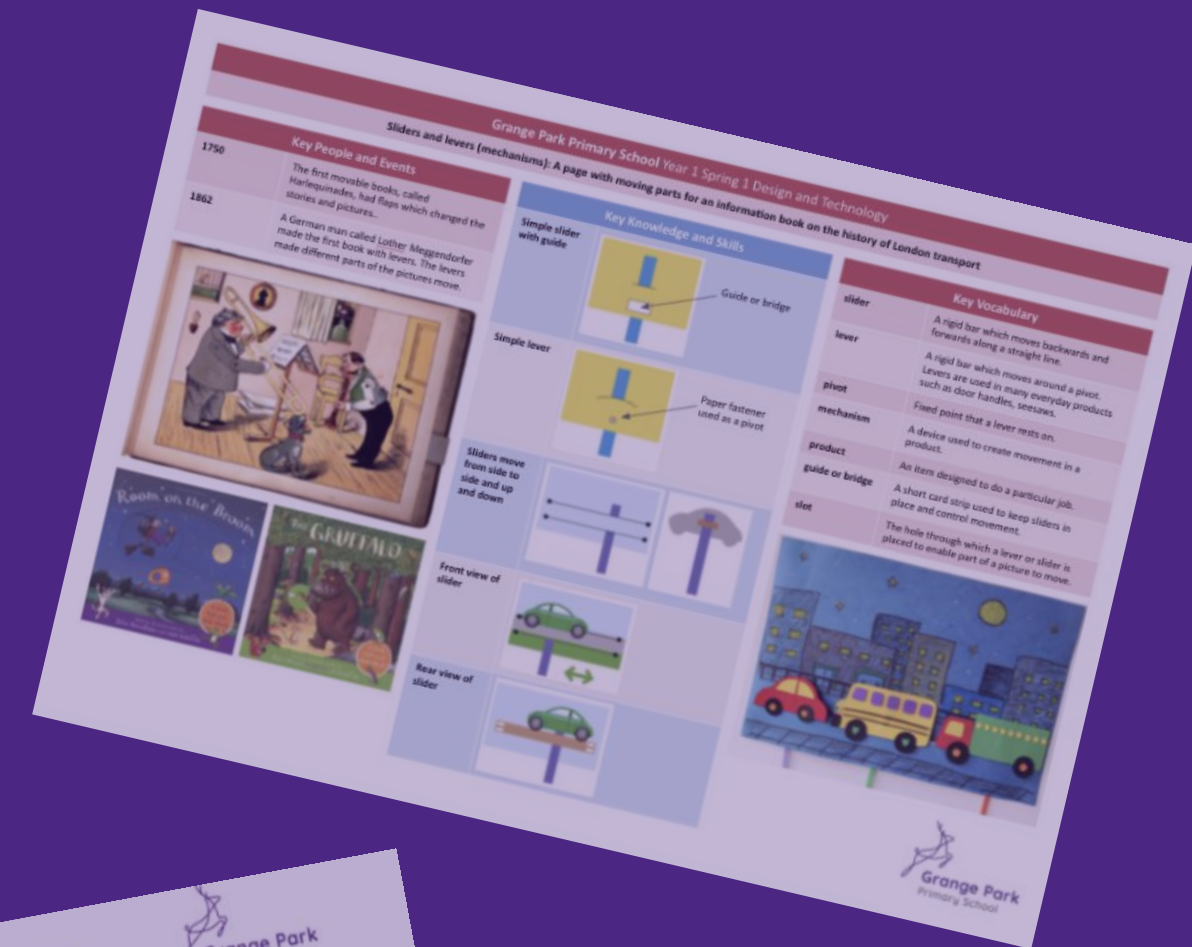 Grange Park Primary School Year 1 Spring 1 Design and Technology
Sliders and levers (mechanisms): A page with moving parts for an information book on the history of London transport
Key People and Events
1750
The first movable books, called
Harlequinades, had flaps which changed the
stories and pictures..
1862
A German man called Lother Meggendorfer
made the first book with levers. The levers
made different parts of the pictures move.
Room on the Broom
THE GRUFFALO
Key Knowledge and Skills
Simple slider
with guide
Guide or bridge
Simple lever
Paper fastener
used as a pivot
Sliders move
from side to
side and up
and down
Front view of
slider
Rear view of
slider
Key Vocabulary
slider
A rigid bar which moves backwards and
forwards along a straight line.
lever
A rigid bar which moves around a pivot.
Levers are used in many everyday products
such as door handles, seesaws.
pivot
Fixed point that a lever rests on.
mechanism
A device used to create movement in a
product.
product
An item designed to do a particular job.
guide or bridge
A short card strip used to keep sliders in
place and control movement.
slot
The hole through which a lever or slider is
placed to enable part of a picture to move.
Grange Park
Primary School
Grange Park